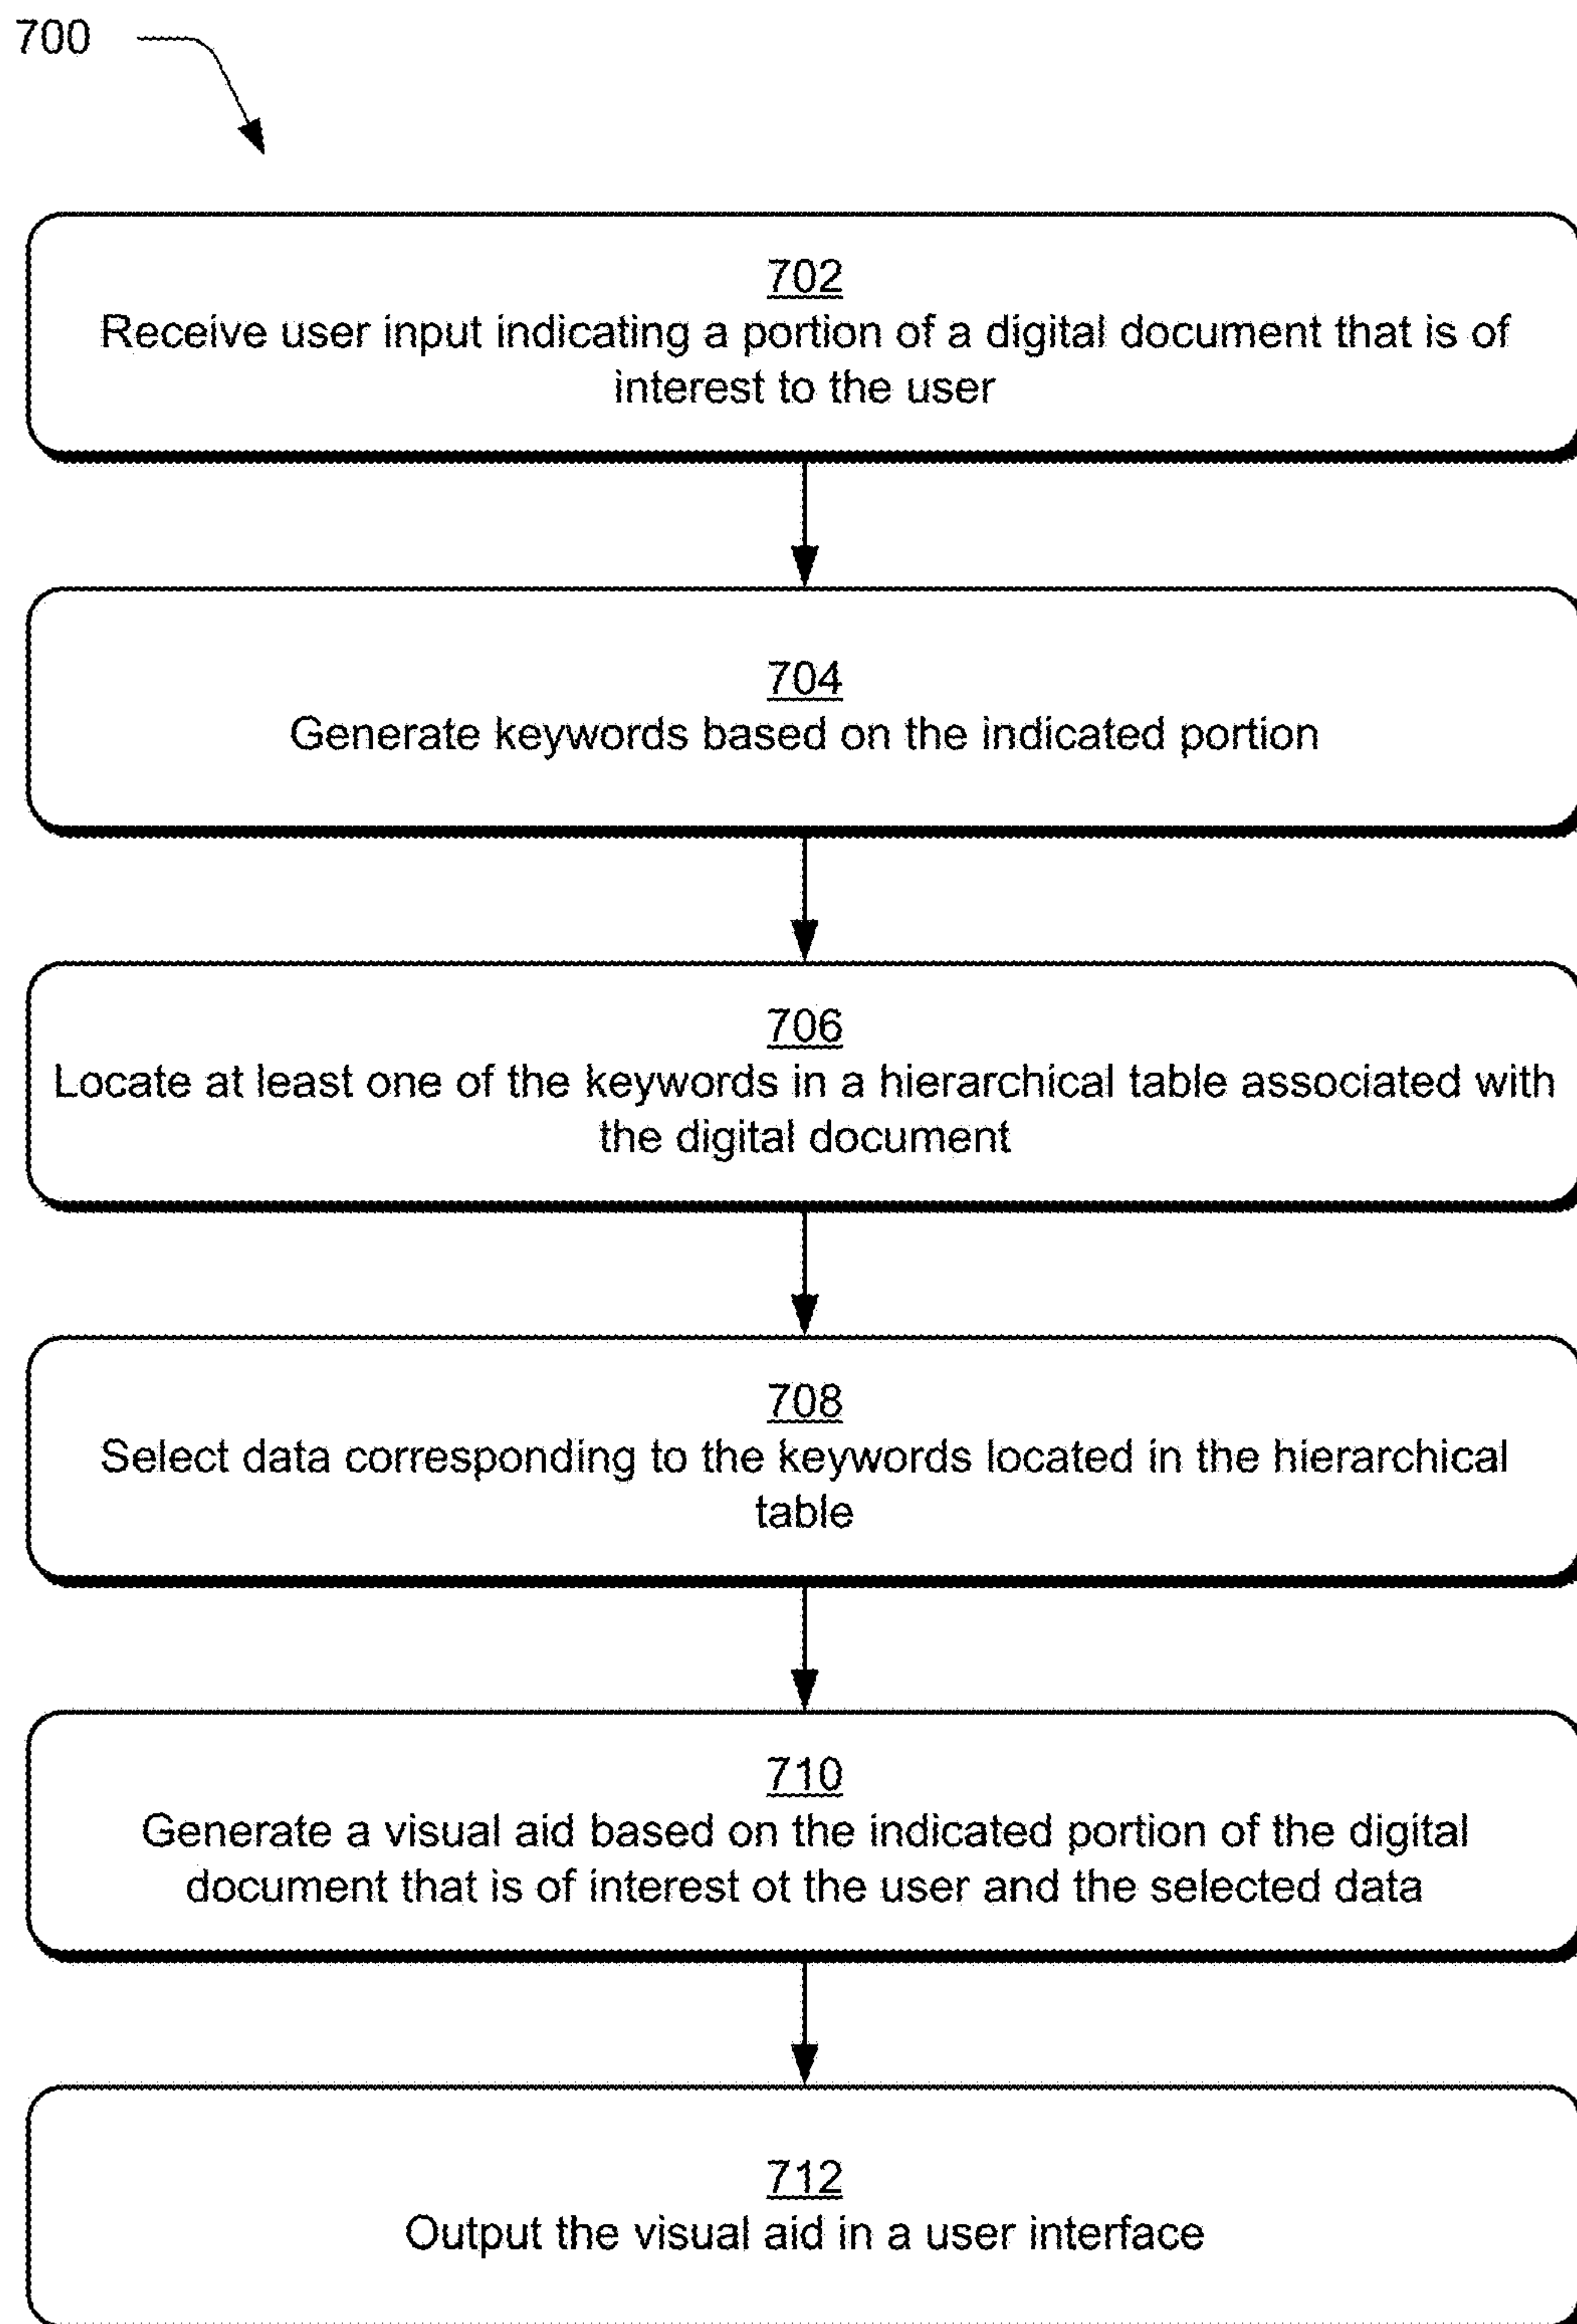 700
702
Receive user input indicating a portion of a digital document that is of
interest to the user
704
Generate keywords based on the indicated portion
706
Locate at least one of the keywords in a hierarchical table associated with
the digital document
708
Select data corresponding to the keywords located in the hierarchical
table
710
Generate a visual aid based on the indicated portion of the digital
document that is of interest ot the user and the selected data
712
Output the visual aid in a user interface